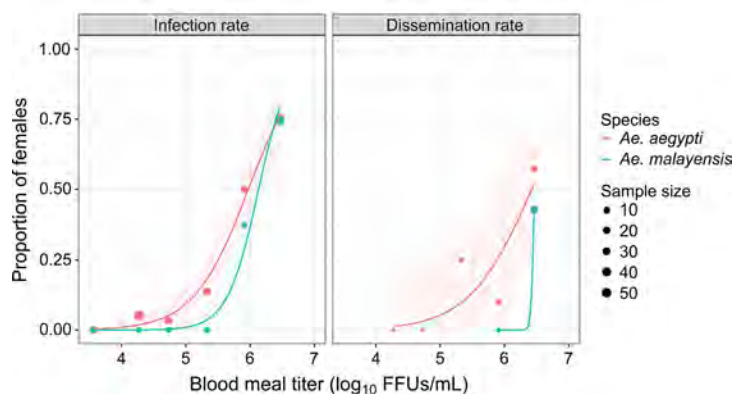 Infection rate
Dissemination rate
1.00
0.75
0.50
0.25
0.00
Proportion of females
4 5 6 7
4 5 6 7
Blood meal titer (log10 FFUs/mL)
Species
Ae. aegypti
Ae. malayensis
Sample size
10
20
30
40
50